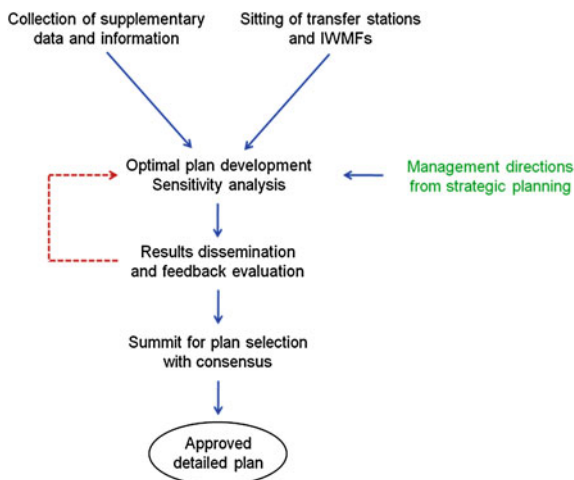 Collection of supplementary
data and information
Sitting of transfer stations
and IWMFs
Optimal plan development
Sensitivity analysis
Management directions
from strategic planning
Results dissemination
and feedback evaluation
Summit for plan selection
with consensus
Approved
detailed plan